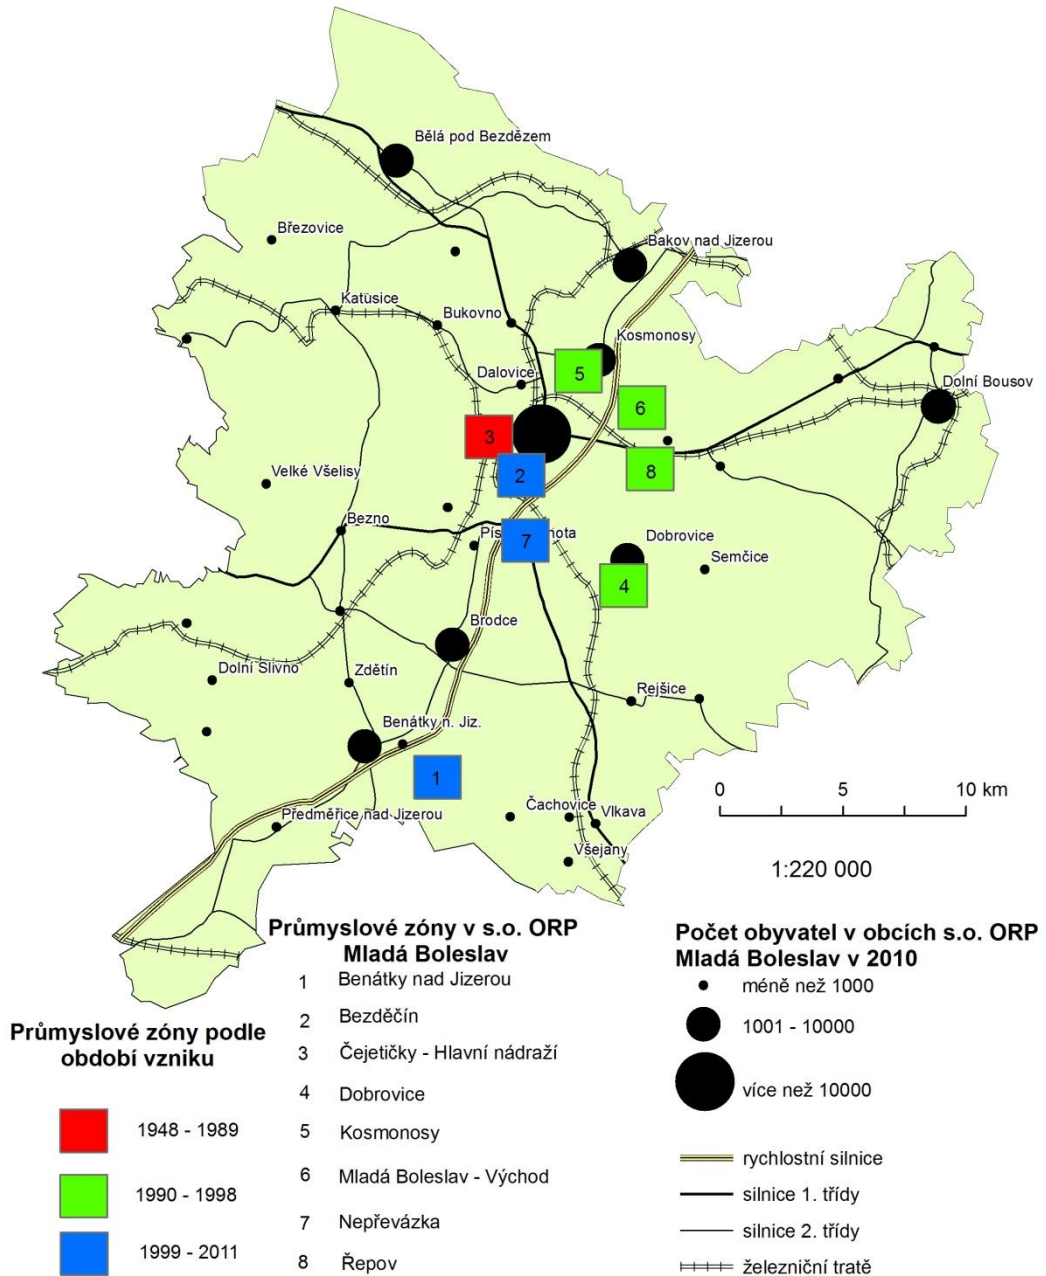 Bělá pod Bezdězem
Březovice
Bakov nad Jizerou
Katusice
Bukovno
Kosmonosy
Dalovice
5
6
Dolní Bousov
3
8
2
Velké Všelisy
Bezno
7
Dobrovice
Semčice
4
Brodce
Dolní Slivno
Zdětín
Rejšice
Benátky n. Jiz.
1
Čachovice
Vlkava
Předměřice nad Jizerou
Všejany
0 5 10 km
1:220 000
Průmyslové zóny v s.o. ORP
Mladá Boleslav
1 Benátky nad Jizerou
2 Bezděčín
3 Čejetičky - Hlavní nádraží
4 Dobrovice
5 Kosmonosy
6 Mladá Boleslav - Východ
7 Nepřevázka
8 Řepov
Průmyslové zóny podle
období vzniku
1948 - 1989
1990 - 1998
1999 - 2011
Počet obyvatel v obcích s.o. ORP
Mladá Boleslav v 2010
méně než 1000
1001 - 10000
více než 10000
rychlostní silnice
silnice 1. třídy
silnice 2. třídy
železniční tratě